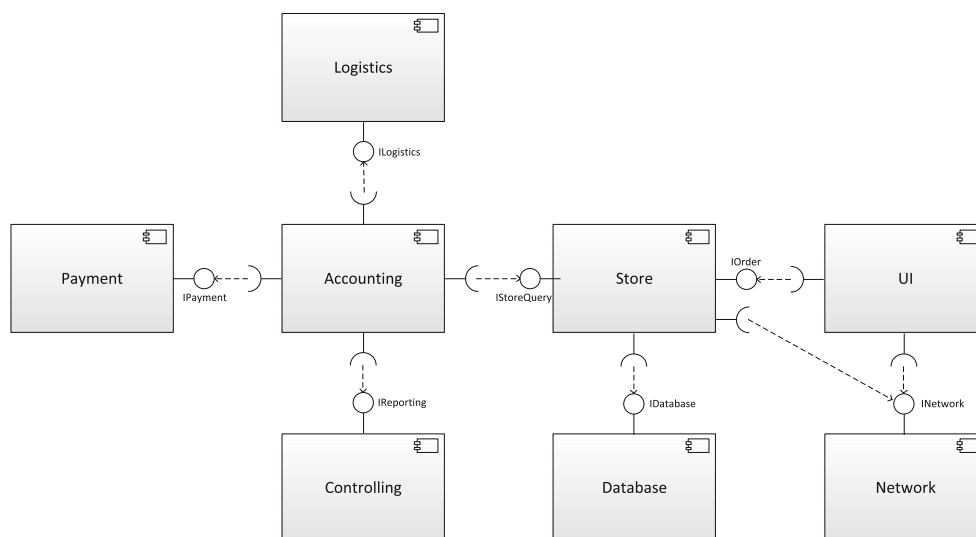 Logistics
ILogistics
Payment
IPayment
Accounting
IStoreQuery
Store
IOrder
UI
IReporting
IDatabase
INetwork
Controlling
Database
Network